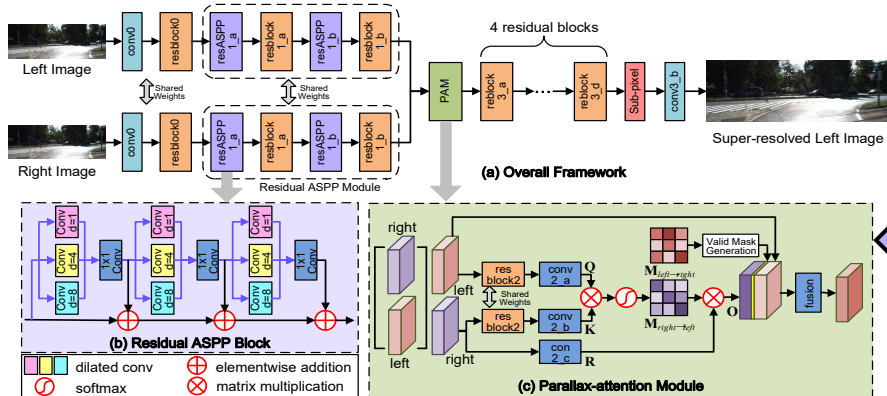 Left Image
conv0
resblock0
resASPP 1_a
resblock 1_a
resASPP 1_b
resblock 1_b
Shared Weights
Shared Weights
Right Image
conv0
resblock0
resASPP 1_a
resblock 1_a
resASPP 1_b
resblock 1_b
Residual ASPP Module
PAM
4 residual blocks
reblock 3_a
reblock 3_d
Sub-pixel
conv3_b
Super-resolved Left Image
(a) Overall Framework
Conv d=1
Conv d=4
Conv d=8
1x1 Conv
Conv d=1
Conv d=4
Conv d=8
1x1 Conv
Conv d=1
Conv d=4
Conv d=8
1x1 Conv
(b) Residual ASPP Block
dilated conv
elementwise addition
softmax
matrix multiplication
right
left
left
right
res block2
Shared Weights
res block2
conv 2_a
conv 2_b
con 2_c
Q
K
R
M left→right
M right→left
Valid Mask Generation
O
fusion
(c) Parallax-attention Module